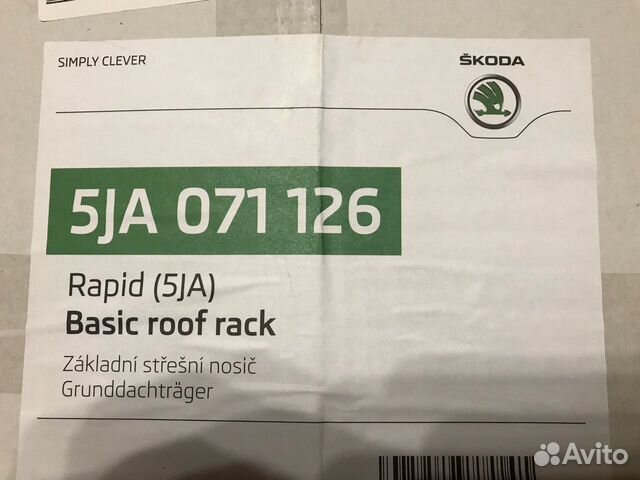 SIMPLY CLEVER
ŠKODA
5JA 071 126
Rapid (5JA)
Basic roof rack
Základní střešní nosič
Grunddachträger
Avito